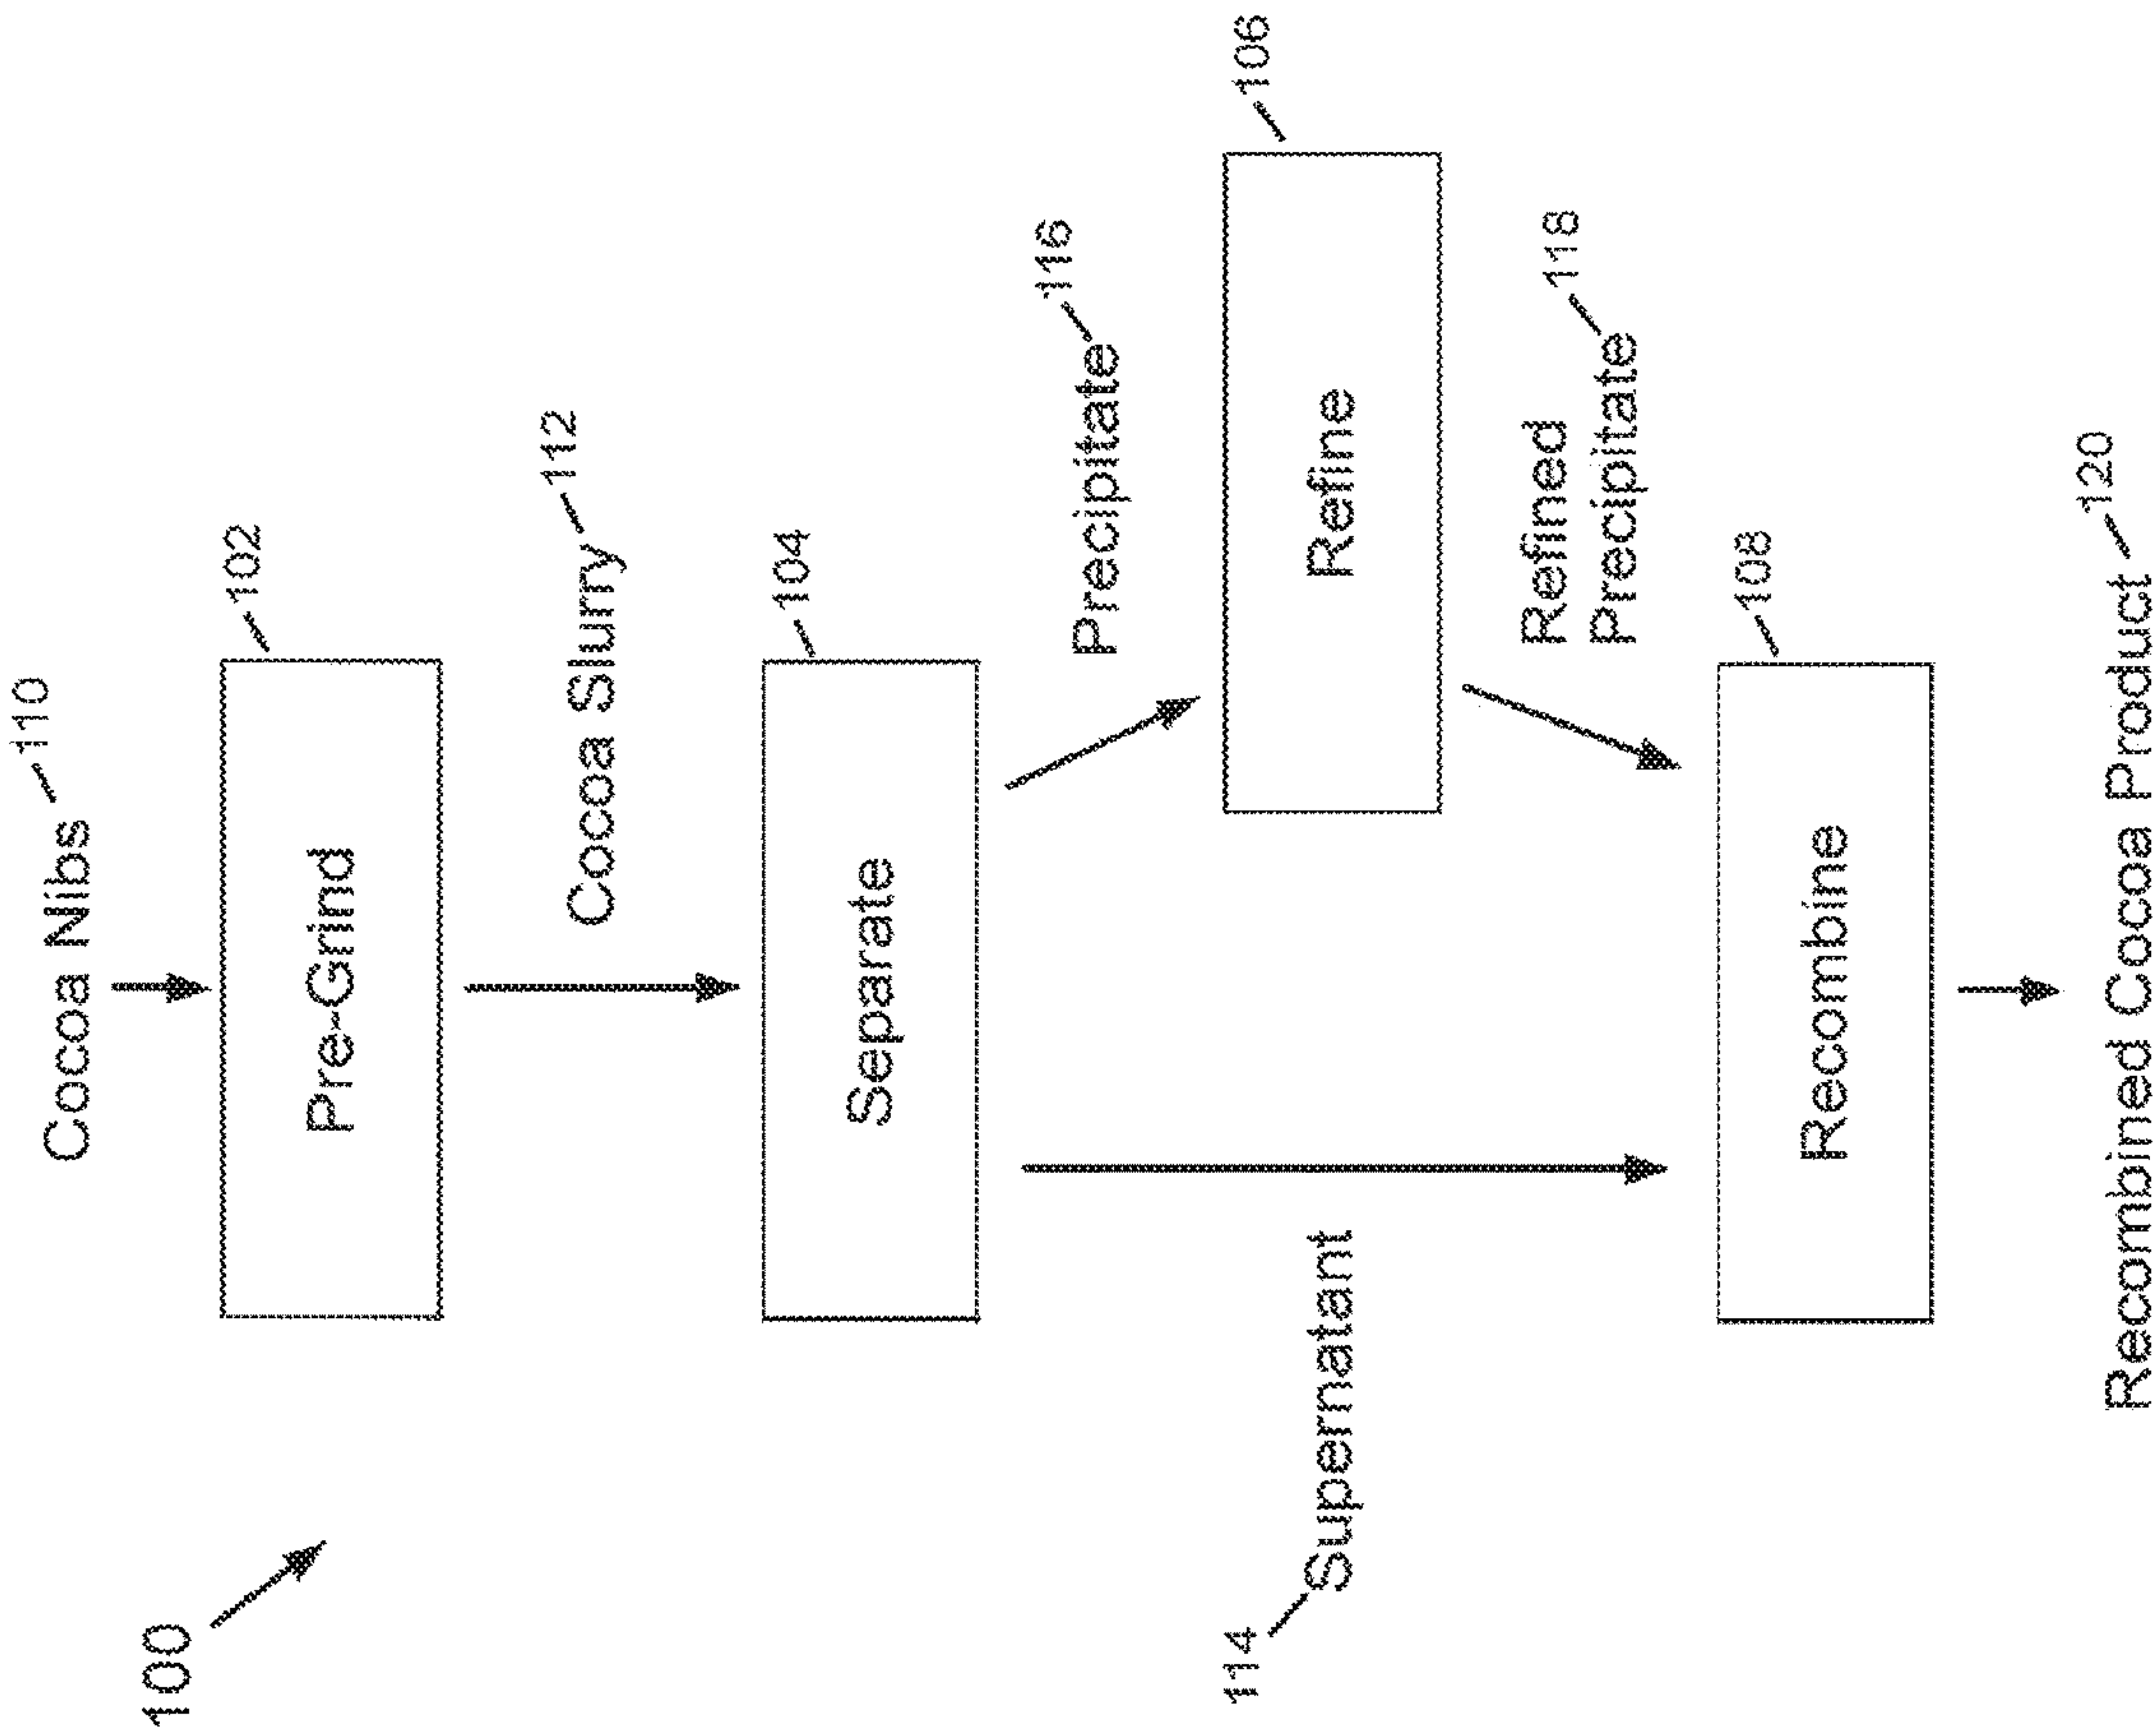 100
Cocoa Nibs 110
102
Pre-Grind
Cocoa Slurry 112
104
Separate
Precipitate 116
114 Supernatant
106
Refine
Refined
Precipitate 118
108
Recombine
Recombined Cocoa Product 120